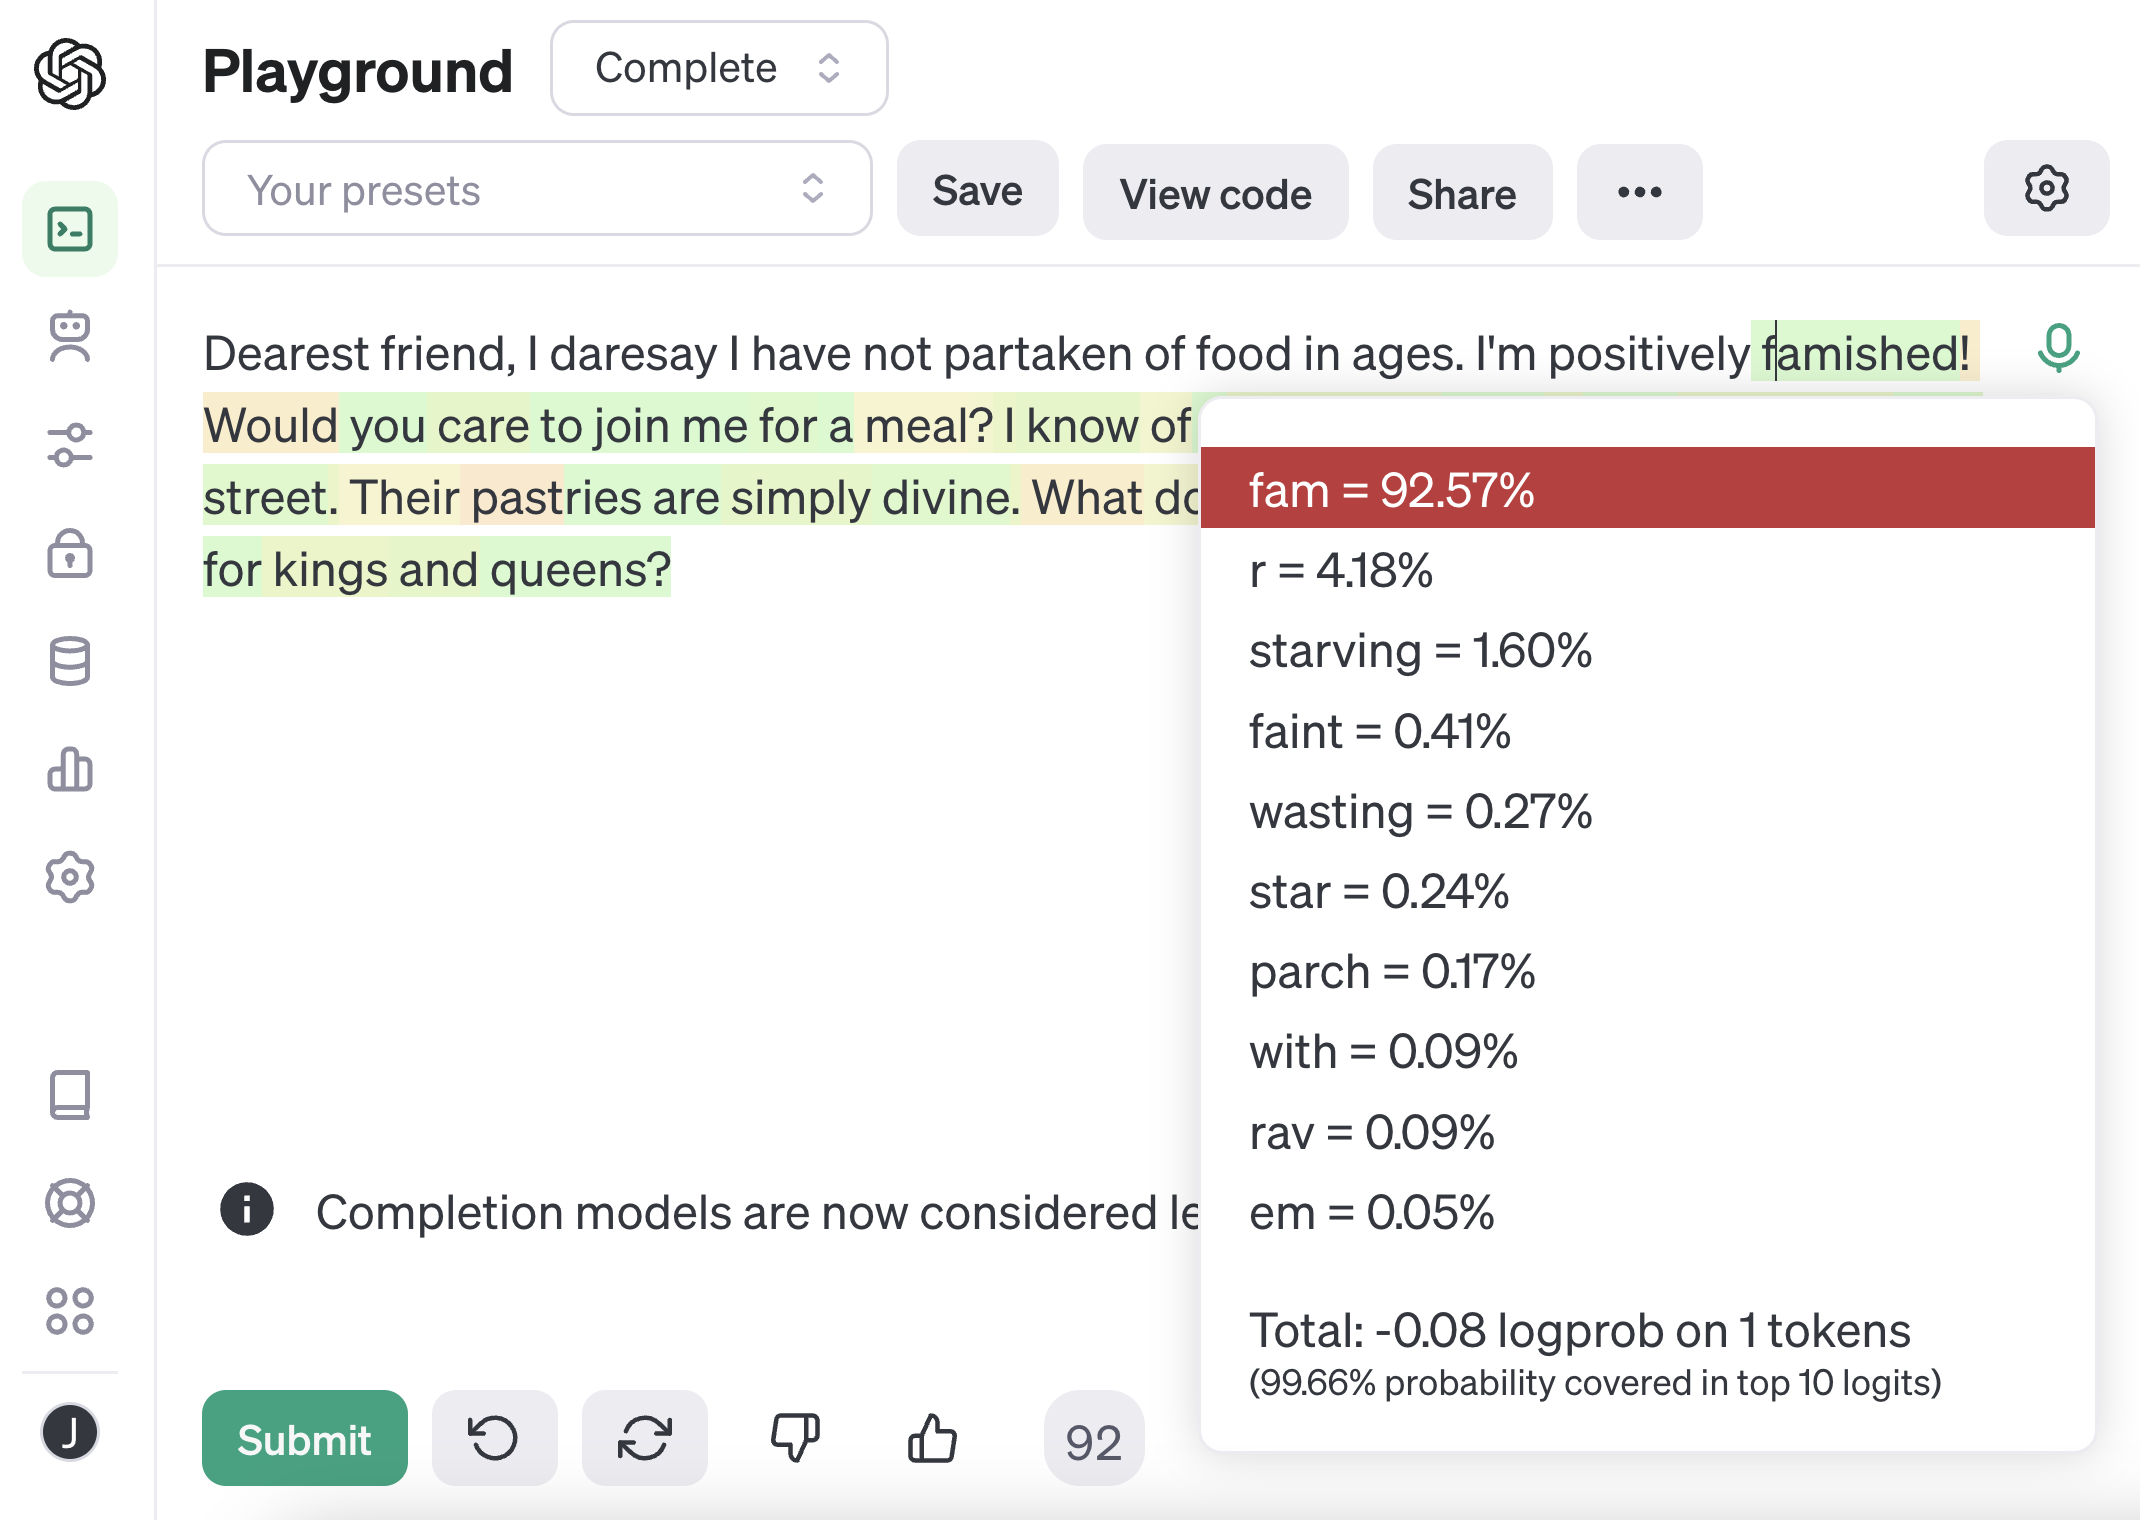 Playground
Complete
Your presets
Save
View code
Share
Dearest friend, I daresay I have not partaken of food in ages. I'm positively famished!
Would you care to join me for a meal? I know of
street. Their pastries are simply divine. What
for kings and queens?
fam = 92.57%
r = 4.18%
starving = 1.60%
faint = 0.41%
wasting = 0.27%
star = 0.24%
parch = 0.17%
with = 0.09%
rav = 0.09%
em = 0.05%
Total: -0.08 logprob on 1 tokens
(99.66% probability covered in top 10 logits)
Completion models are now considered
J
Submit
92